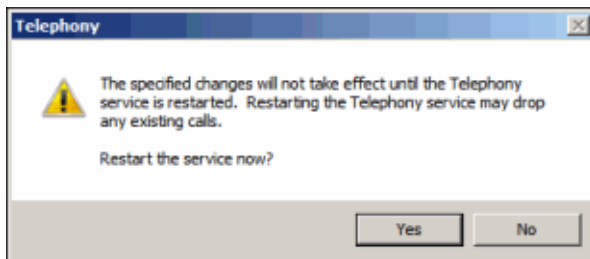 Telephony
The specified changes will not take effect until the Telephony
service is restarted.  Restarting the Telephony service may drop
any existing calls.
Restart the service now?
Yes
No